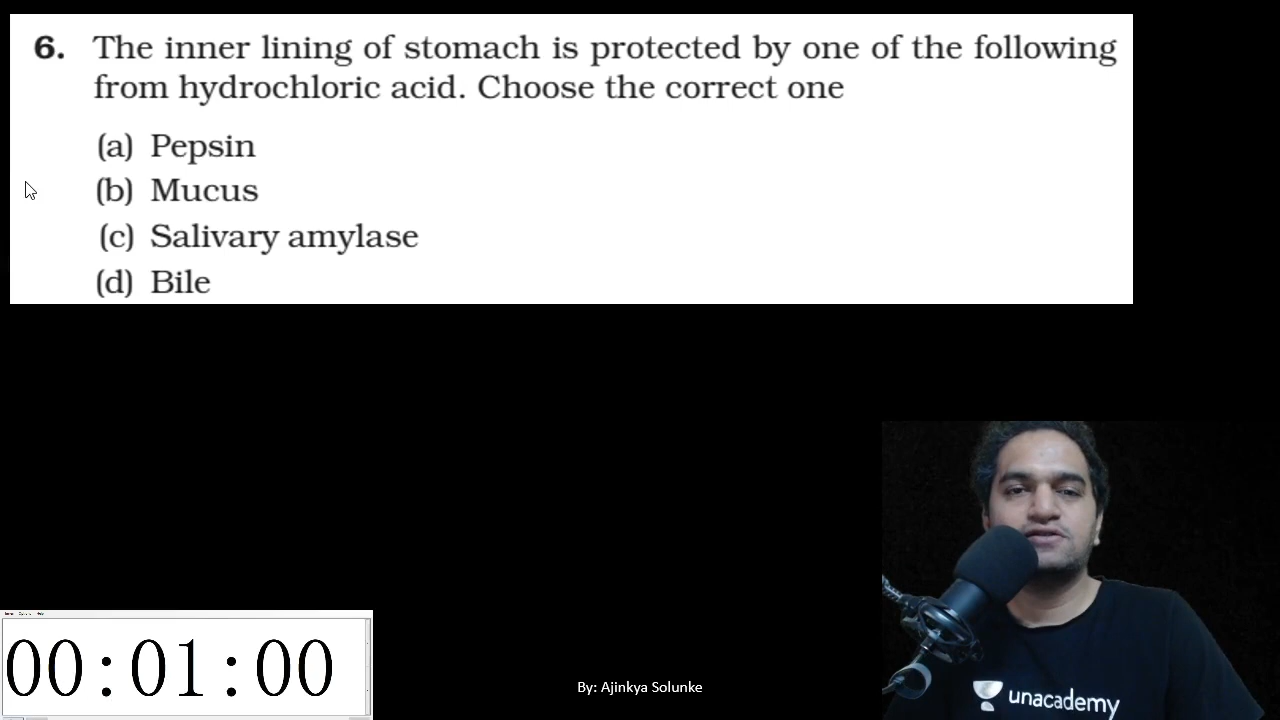 6. The inner lining of stomach is protected by one of the following
from hydrochloric acid. Choose the correct one
(a) Pepsin
(b) Mucus
(c) Salivary amylase
(d) Bile
00:01:00
By: Ajinkya Solunke
unacademy